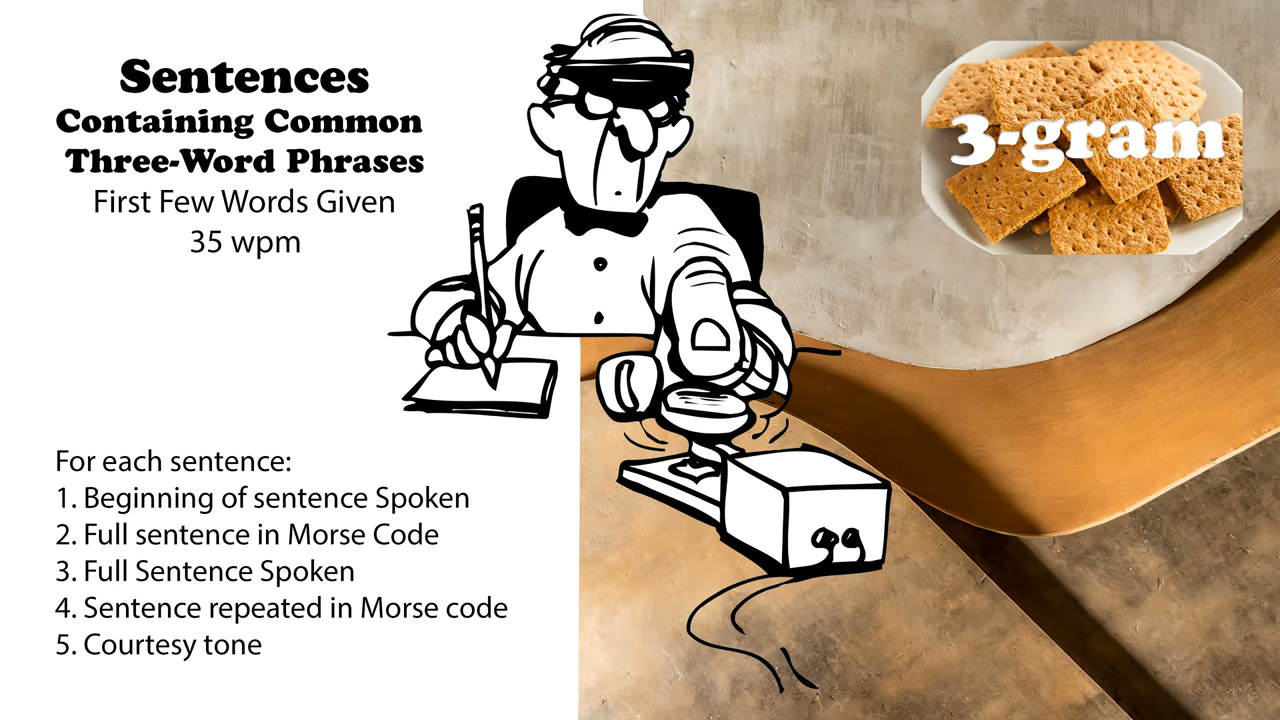 Sentences
Containing Common
Three-Word Phrases
First Few Words Given
35 wpm
3-gram
For each sentence:
1. Beginning of sentence Spoken
2. Full sentence in Morse Code
3. Full Sentence Spoken
4. Sentence repeated in Morse code
5. Courtesy tone